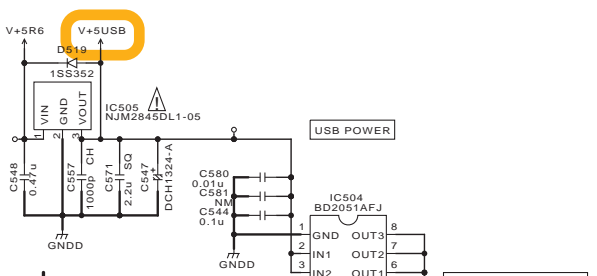 V+5R6
V+5USB
D519
1SS352
VIN
GND
VOUT
IC505
NJM2845DL1-05
1
2
3
USB POWER
C548
0.47u
C557
1000p
CH
C571
2.2u
SQ
C547
+
DCH1324-A
C580
0.01u
C581
NM
C544
0.1u
GNDD
GNDD
IC504
BD2051AFJ
1
GND
OUT3
8
2
IN1
OUT2
7
3
IN2
OUT1
6